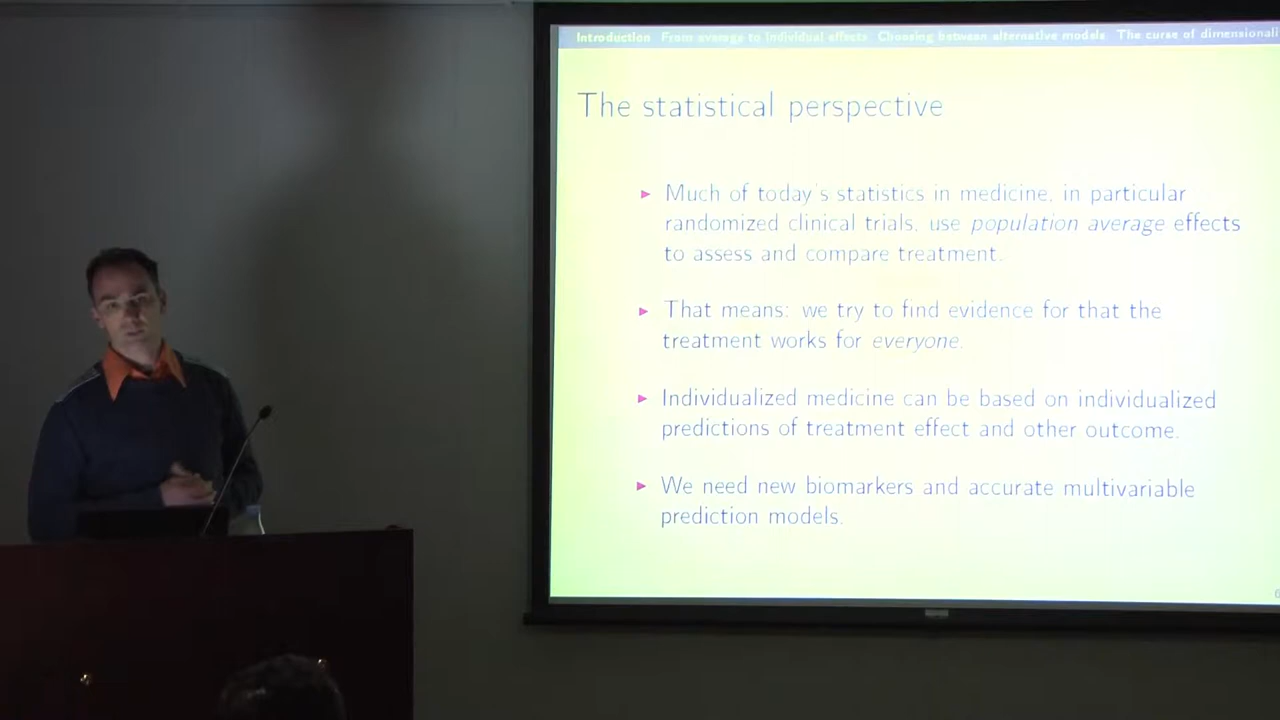 Introduction From average to individual effects Choosing between alternative models The curse of dimensionali
The statistical perspective
Much of today's statistics in medicine, in particular
randomized clinical trials, use population average effects
to assess and compare treatment.
That means: we try to find evidence for that the
treatment works for everyone.
Individualized medicine can be based on individualized
predictions of treatment effect and other outcome.
We need new biomarkers and accurate multivariable
prediction models.
6